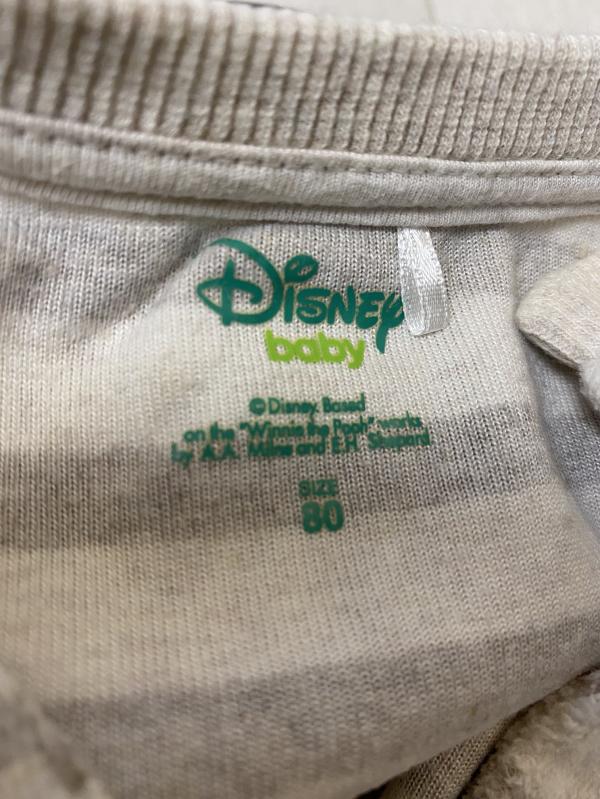 Disney
baby
©Disney. Based
on the "Winnie the Pooh" works
by A.A. Milne and E.H. Shepard
SIZE
80